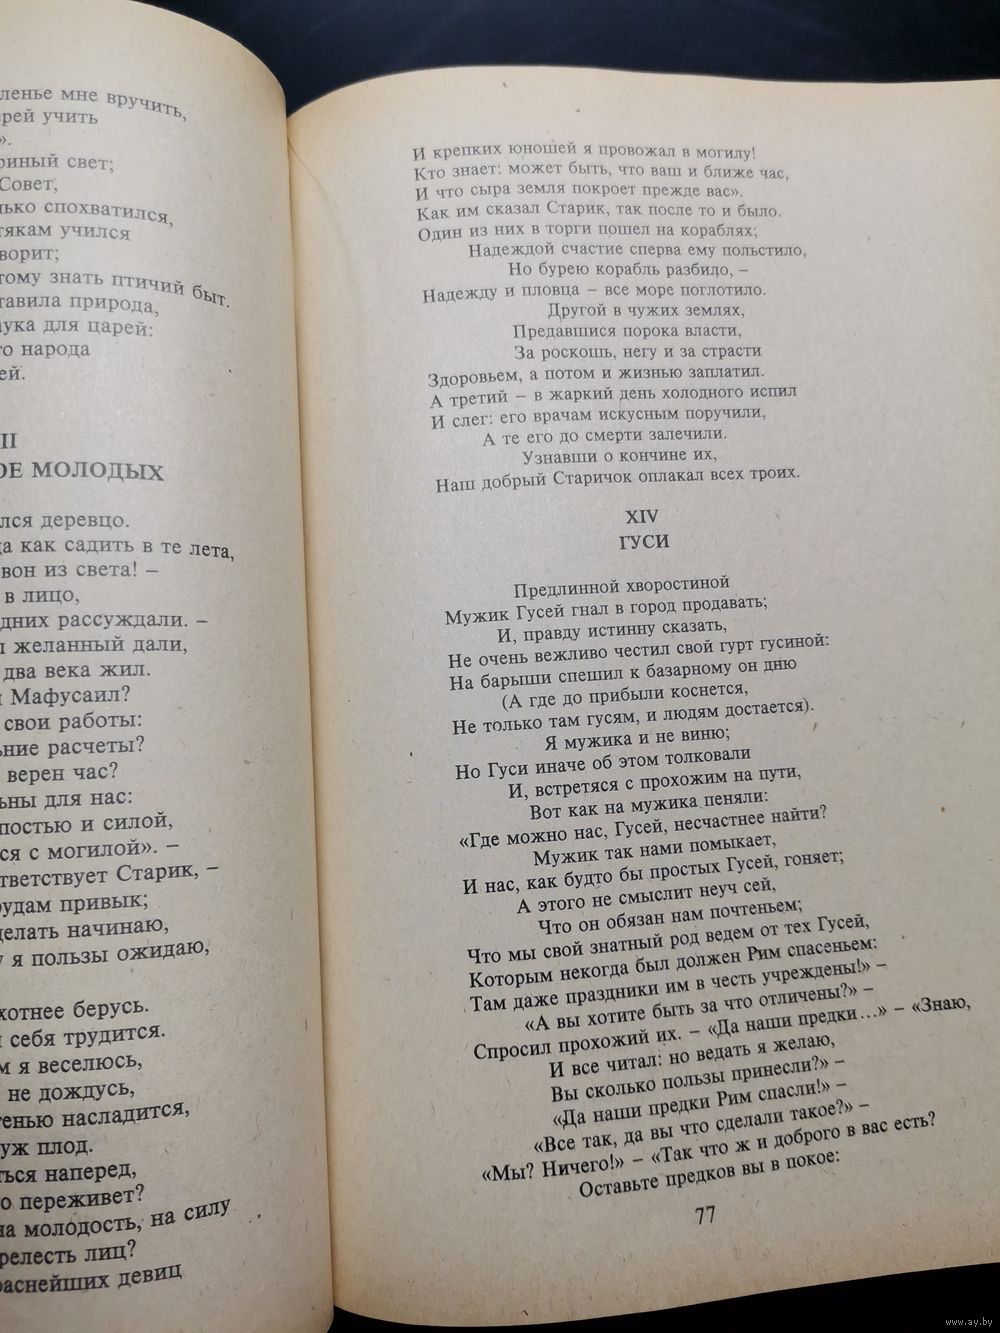 ленье мне вручить,
ерей учить
».
риный свет;
Совет,
лько спохватился,
тякам учился
ворит;
тому знать птичий быт.
тавила природа,
аука для царей:
го народа
ей.
II
ОЕ МОЛОДЫХ
лся деревцо.
да как садить в те лета,
вон из света! –
в лицо,
дних рассуждали. –
ы желанный дали,
два века жил.
и Мафусаил?
свои работы:
ьние расчеты?
верен час?
ьны для нас:
постью и силой,
ся с могилой». –
тветствует Старик, –
рудам привык;
делать начинаю,
у я пользы ожидаю,
хотнее берусь.
я себя трудится.
м я веселюсь,
не дождусь,
тенью насладится,
уж плод.
ться наперед,
о переживет?
на молодость, на силу
релесть лиц?
раснейших девиц
И крепких юношей я провожал в могилу!
Кто знает: может быть, что ваш и ближе час,
И что сыра земля покроет прежде вас».
Как им сказал Старик, так после то и было.
Один из них в торги пошел на кораблях;
Надеждой счастие сперва ему польстило,
Но бурею корабль разбило, –
Надежду и пловца – все море поглотило.
Другой в чужих землях,
Предавшися порока власти,
За роскошь, негу и за страсти
Здоровьем, а потом и жизнью заплатил.
А третий – в жаркий день холодного испил
И слег: его врачам искусным поручили,
А те его до смерти залечили.
Узнавши о кончине их,
Наш добрый Старичок оплакал всех троих.
XIV
ГУСИ
Предлинной хворостиной
Мужик Гусей гнал в город продавать;
И, правду истинну сказать,
Не очень вежливо честил свой гурт гусиной:
На барыши спешил к базарному он дню
(А где до прибыли коснется,
Не только там гусям, и людям достается).
Я мужика и не виню;
Но Гуси иначе об этом толковали
И, встретяся с прохожим на пути,
Вот как на мужика пеняли:
«Где можно нас, Гусей, несчастнее найти?
Мужик так нами помыкает,
И нас, как будто бы простых Гусей, гоняет;
А этого не смыслит неуч сей,
Что он обязан нам почтеньем;
Что мы свой знатный род ведем от тех Гусей,
Которым некогда был должен Рим спасеньем:
Там даже праздники им в честь учреждены!» –
«А вы хотите быть за что отличены?» –
Спросил прохожий их. – «Да наши предки...» – «Знаю,
И все читал: но ведать я желаю,
Вы сколько пользы принесли?» –
«Да наши предки Рим спасли!» –
«Все так, да вы что сделали такое?» –
«Мы? Ничего!» – «Так что ж и доброго в вас есть?
Оставьте предков вы в покое:
77
www.ay.by